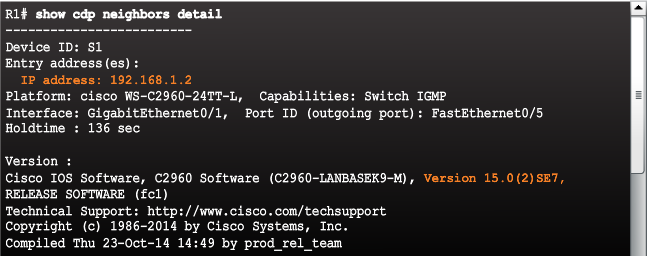 R1# show cdp neighbors detail
-------------------------
Device ID: S1
Entry address(es):
IP address: 192.168.1.2
Platform: cisco WS-C2960-24TT-L,  Capabilities: Switch IGMP
Interface: GigabitEthernet0/1,  Port ID (outgoing port): FastEthernet0/5
Holdtime : 136 sec
Version :
Cisco IOS Software, C2960 Software (C2960-LANBASEK9-M), Version 15.0(2)SE7,
RELEASE SOFTWARE (fc1)
Technical Support: http://www.cisco.com/techsupport
Copyright (c) 1986-2014 by Cisco Systems, Inc.
Compiled Thu 23-Oct-14 14:49 by prod_rel_team